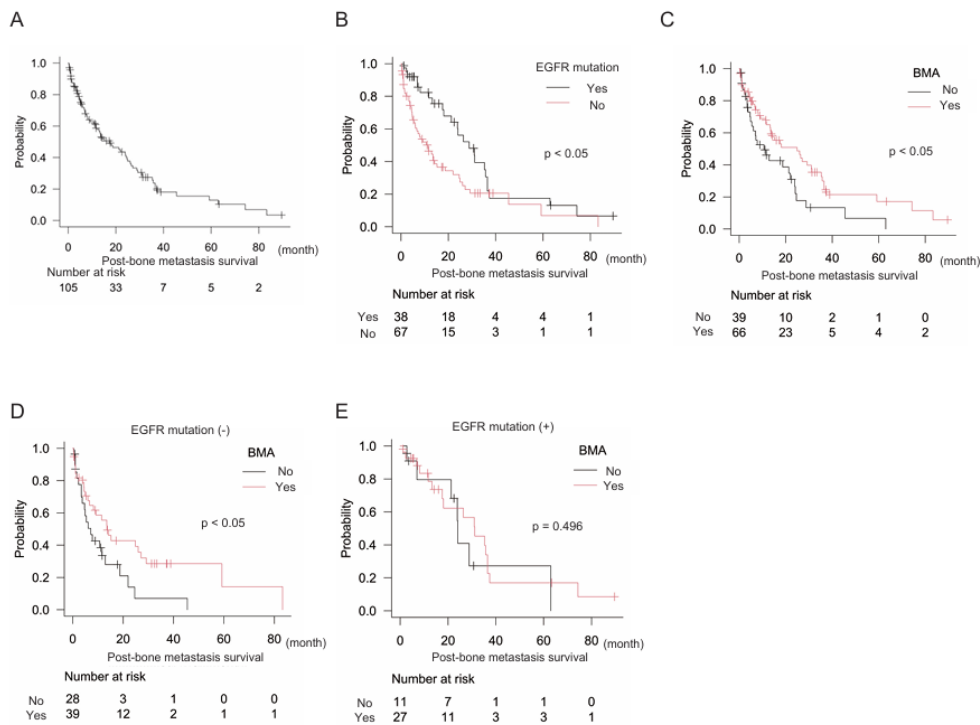 A
1.0
0.8
0.6
0.4
0.2
0.0
Probability
0 20 40 60 80 (month)
Post-bone metastasis survival
Number at risk
105 33 7 5 2
B
1.0
0.8
0.6
0.4
0.2
0.0
Probability
EGFR mutation
Yes
No
p < 0.05
0 20 40 60 80 (month)
Post-bone metastasis survival
Number at risk
Yes 38 18 4 4 1
No 67 15 3 1 1
C
1.0
0.8
0.6
0.4
0.2
0.0
Probability
BMA
No
Yes
p < 0.05
0 20 40 60 80 (month)
Post-bone metastasis survival
Number at risk
No 39 10 2 1 0
Yes 66 23 5 4 2
D
EGFR mutation (-)
1.0
0.8
0.6
0.4
0.2
0.0
Probability
BMA
No
Yes
p < 0.05
0 20 40 60 80 (month)
Post-bone metastasis survival
Number at risk
No 28 3 1 0 0
Yes 39 12 2 1 1
E
EGFR mutation (+)
1.0
0.8
0.6
0.4
0.2
0.0
Probability
BMA
No
Yes
p = 0.496
0 20 40 60 80 (month)
Post-bone metastasis survival
Number at risk
No 11 7 1 1 0
Yes 27 11 3 3 1